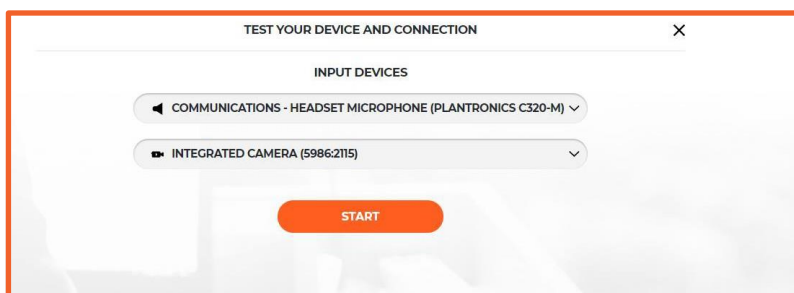 TEST YOUR DEVICE AND CONNECTION
INPUT DEVICES
COMMUNICATIONS - HEADSET MICROPHONE (PLANTRONICS C320-M)
INTEGRATED CAMERA (5986:2115)
START